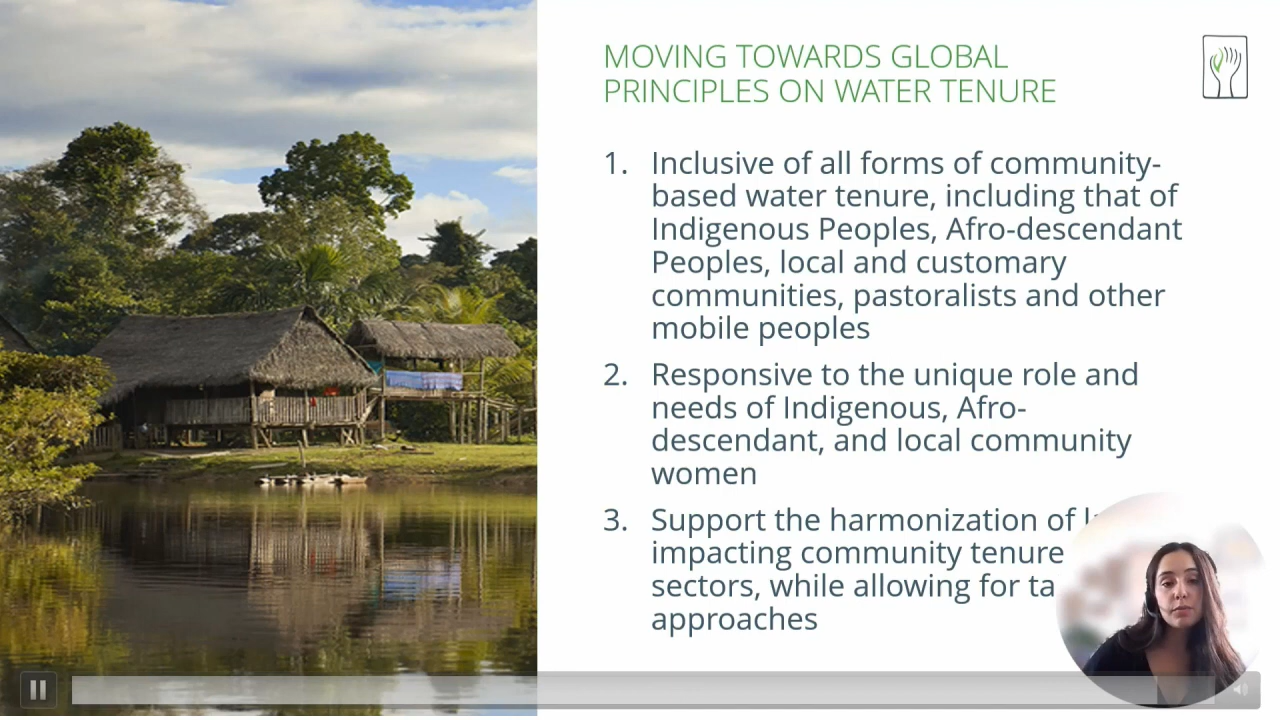 MOVING TOWARDS GLOBAL
PRINCIPLES ON WATER TENURE
1. Inclusive of all forms of community-
based water tenure, including that of
Indigenous Peoples, Afro-descendant
Peoples, local and customary
communities, pastoralists and other
mobile peoples
2. Responsive to the unique role and
needs of Indigenous, Afro-
descendant, and local community
women
3. Support the harmonization of
impacting community tenure
sectors, while allowing for
approaches